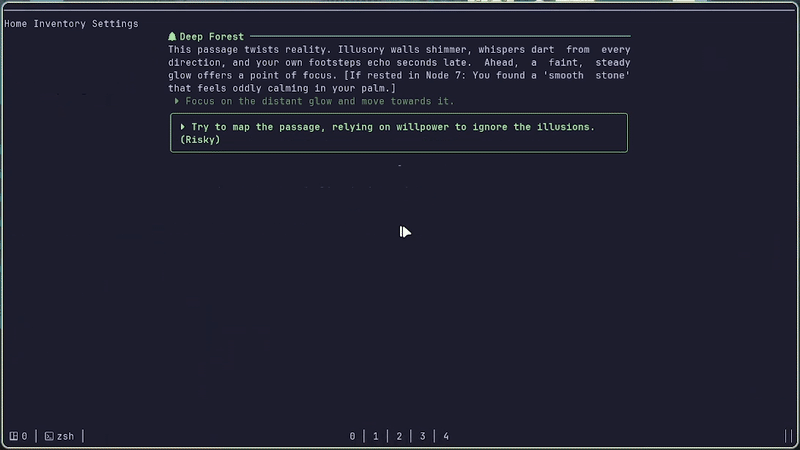 Home Inventory Settings
Deep Forest
This passage twists reality. Illusory walls shimmer, whispers dart from every
direction, and your own footsteps echo seconds late. Ahead, a faint, steady
glow offers a point of focus. [If rested in Node 7: You found a 'smooth stone'
that feels oddly calming in your palm.]
Focus on the distant glow and move towards it.
Try to map the passage, relying on willpower to ignore the illusions.
(Risky)
0 │ zsh │ 0 │ 1 │ 2 │ 3 │ 4